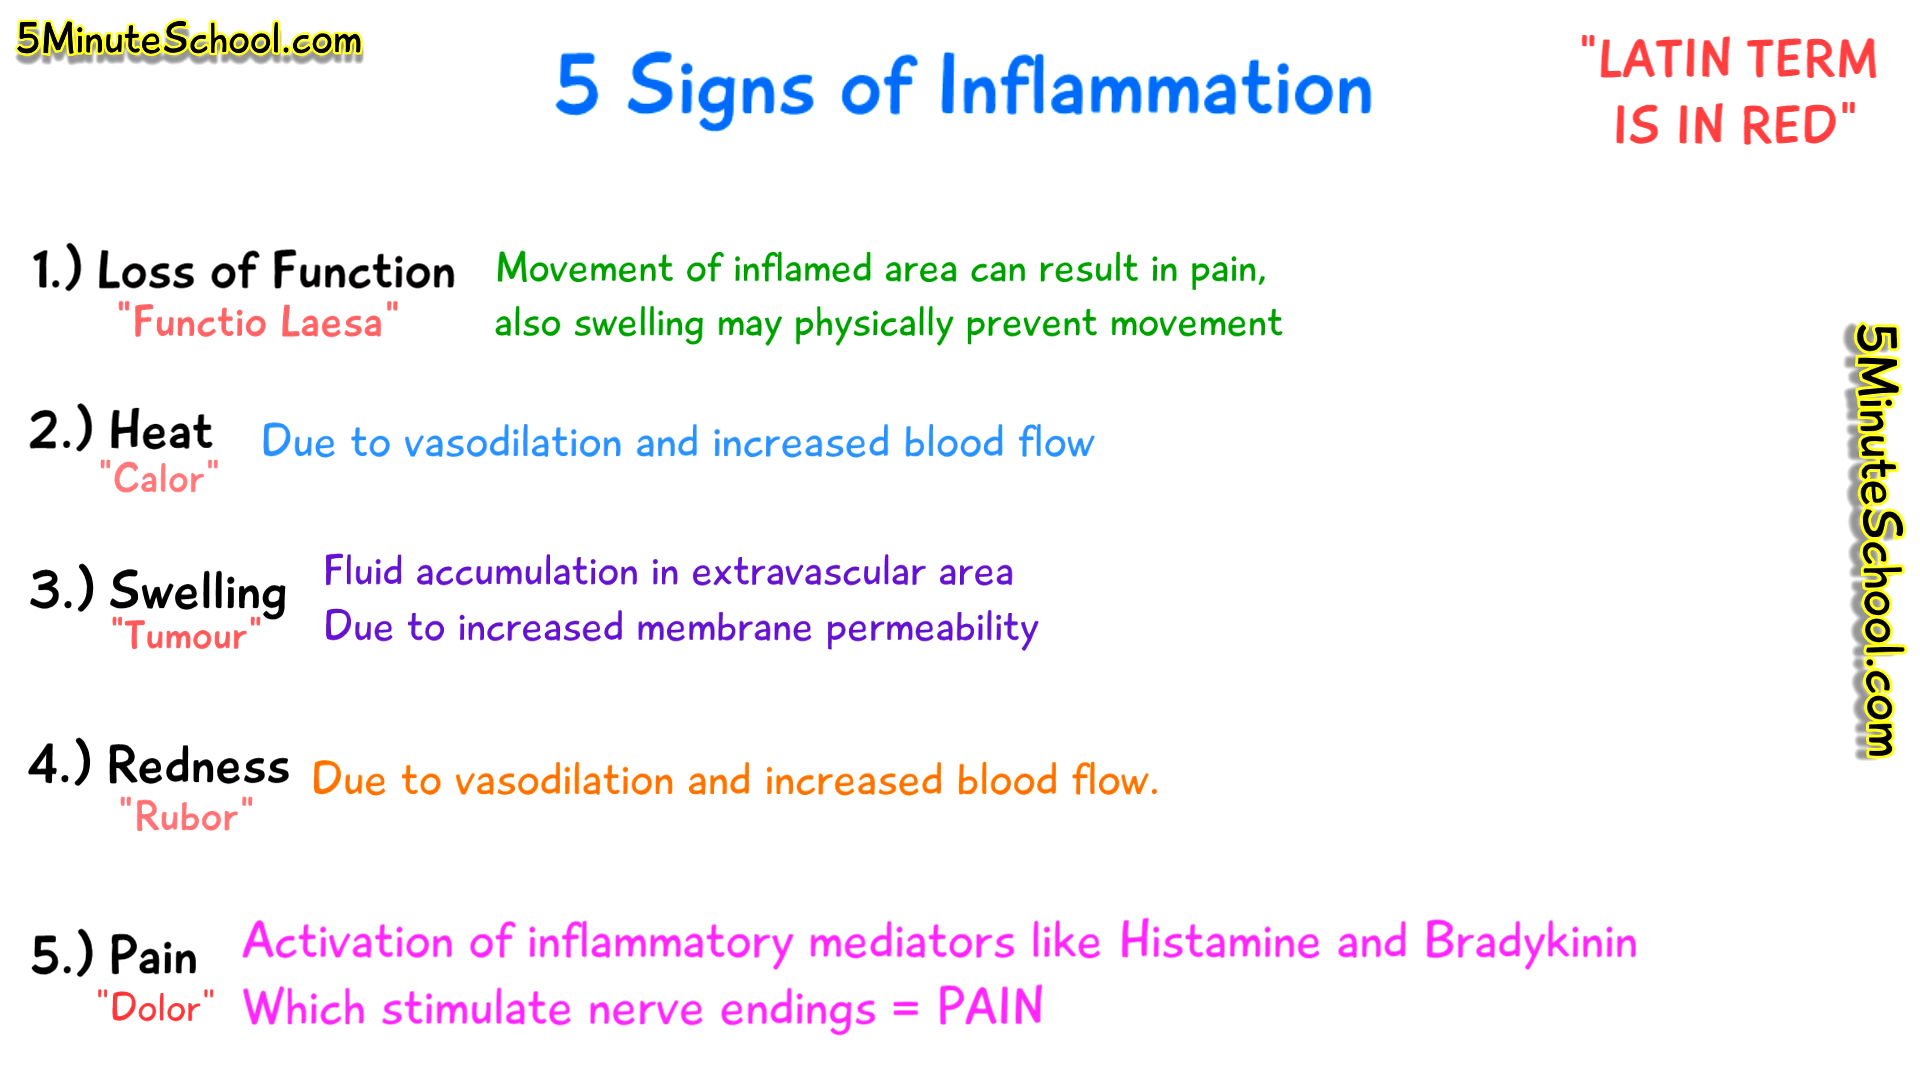 5MinuteSchool.com
5 Signs of Inflammation
"LATIN TERM
IS IN RED"
1.) Loss of Function
"Functio Laesa"
Movement of inflamed area can result in pain,
also swelling may physically prevent movement
2.) Heat
"Calor"
Due to vasodilation and increased blood flow
3.) Swelling
"Tumour"
Fluid accumulation in extravascular area
Due to increased membrane permeability
4.) Redness
"Rubor"
Due to vasodilation and increased blood flow.
5.) Pain
"Dolor"
Activation of inflammatory mediators like Histamine and Bradykinin
Which stimulate nerve endings = PAIN
5MinuteSchool.com